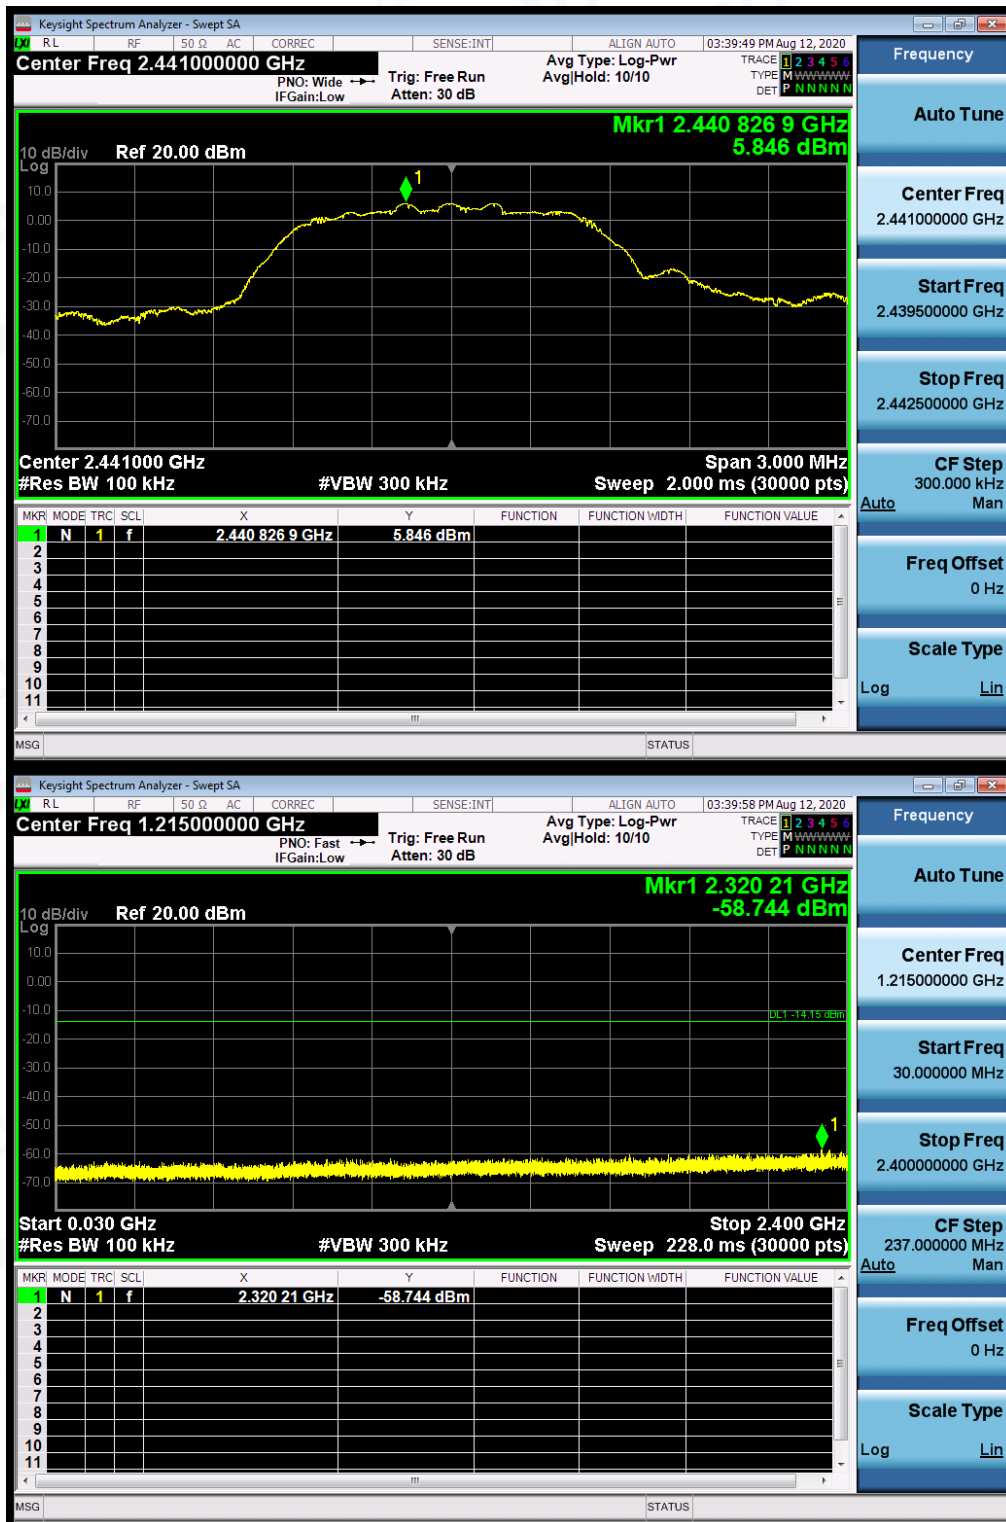 Keysight Spectrum Analyzer - Swept SA
LXI RL RF 50 Ω AC CORREC SENSE:INT ALIGN AUTO 03:39:49 PM Aug 12, 2020
Center Freq 2.441000000 GHz
Avg Type: Log-Pwr
TRACE 1 2 3 4 5 6
PNO: Wide
Trig: Free Run
Avg|Hold: 10/10
TYPE M WWWWW
IFGain:Low
Atten: 30 dB
DET P N N N N N
Mkr1 2.440 826 9 GHz
5.846 dBm
10 dB/div Ref 20.00 dBm
Log
1
10.0
0.00
-10.0
-20.0
-30.0
-40.0
-50.0
-60.0
-70.0
Center 2.441000 GHz Span 3.000 MHz
#Res BW 100 kHz #VBW 300 kHz Sweep 2.000 ms (30000 pts)
MKR MODE TRC SCL X Y FUNCTION FUNCTION WIDTH FUNCTION VALUE
1 N 1 f 2.440 826 9 GHz 5.846 dBm
2
3
4
5
6
7
8
9
10
11
MSG STATUS
Frequency
Auto Tune
Center Freq
2.441000000 GHz
Start Freq
2.439500000 GHz
Stop Freq
2.442500000 GHz
CF Step
300.000 kHz
Auto Man
Freq Offset
0 Hz
Scale Type
Log Lin
Keysight Spectrum Analyzer - Swept SA
LXI RL RF 50 Ω AC CORREC SENSE:INT ALIGN AUTO 03:39:58 PM Aug 12, 2020
Center Freq 1.215000000 GHz
Avg Type: Log-Pwr
TRACE 1 2 3 4 5 6
PNO: Fast
Trig: Free Run
Avg|Hold: 10/10
TYPE M WWWWW
IFGain:Low
Atten: 30 dB
DET P N N N N N
Mkr1 2.320 21 GHz
-58.744 dBm
10 dB/div Ref 20.00 dBm
Log
10.0
0.00
-10.0
DL1 -14.15 dBm
-20.0
-30.0
-40.0
-50.0
1
-60.0
-70.0
Start 0.030 GHz Stop 2.400 GHz
#Res BW 100 kHz #VBW 300 kHz Sweep 228.0 ms (30000 pts)
MKR MODE TRC SCL X Y FUNCTION FUNCTION WIDTH FUNCTION VALUE
1 N 1 f 2.320 21 GHz -58.744 dBm
2
3
4
5
6
7
8
9
10
11
MSG STATUS
Frequency
Auto Tune
Center Freq
1.215000000 GHz
Start Freq
30.000000 MHz
Stop Freq
2.400000000 GHz
CF Step
237.000000 MHz
Auto Man
Freq Offset
0 Hz
Scale Type
Log Lin